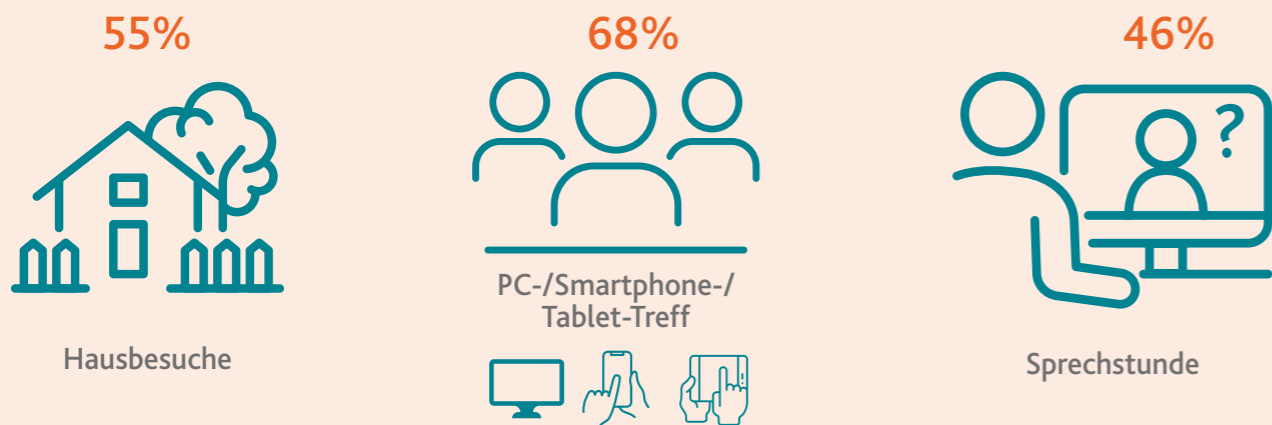 55%
68%
46%
?
PC-/Smartphone-/
Tablet-Treff
Hausbesuche
Sprechstunde